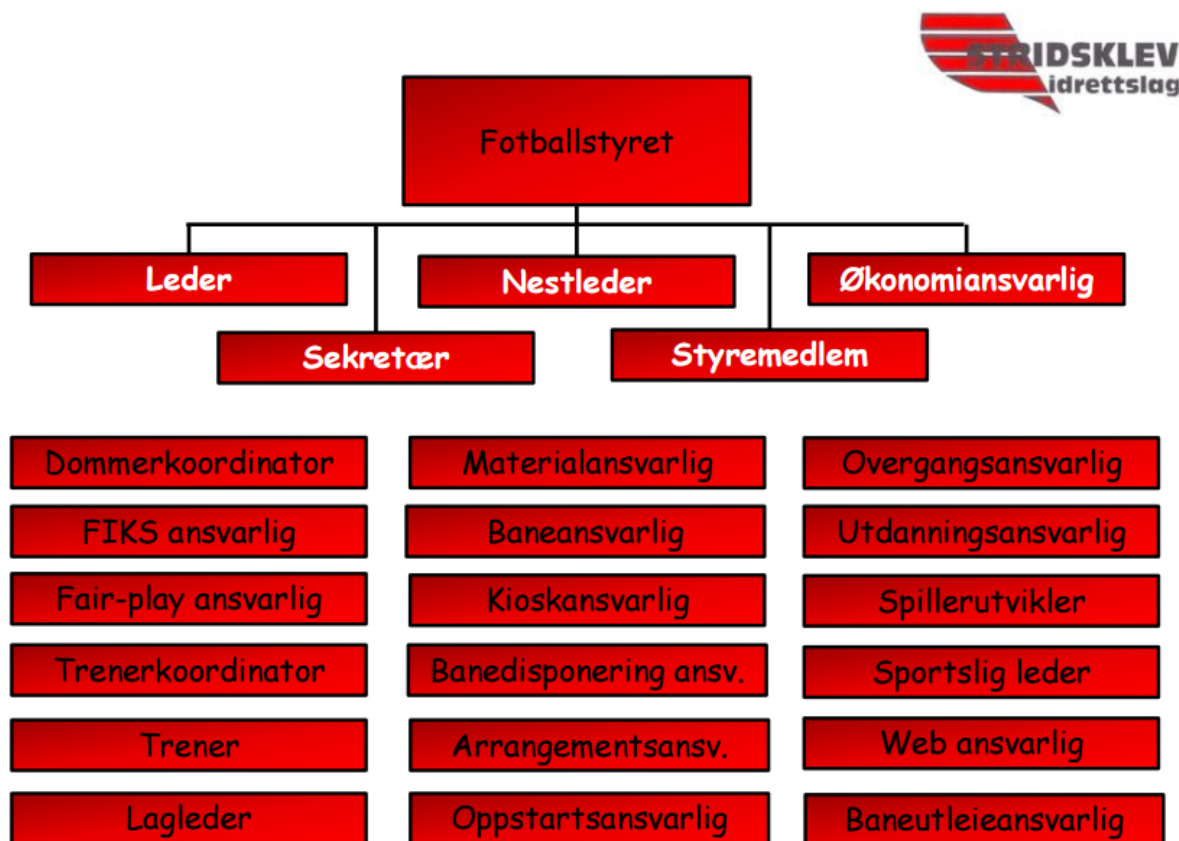 STRIDSKLEV
idrettslag
Fotballstyret
Leder
Nestleder
Økonomiansvarlig
Sekretær
Styremedlem
Dommerkoordinator
Materialansvarlig
Overgangsansvarlig
FIKS ansvarlig
Baneansvarlig
Utdanningsansvarlig
Fair-play ansvarlig
Kioskansvarlig
Spillerutvikler
Trenerkoordinator
Banedisponering ansv.
Sportslig leder
Trener
Arrangementsansv.
Web ansvarlig
Lagleder
Oppstartsansvarlig
Baneutleieansvarlig